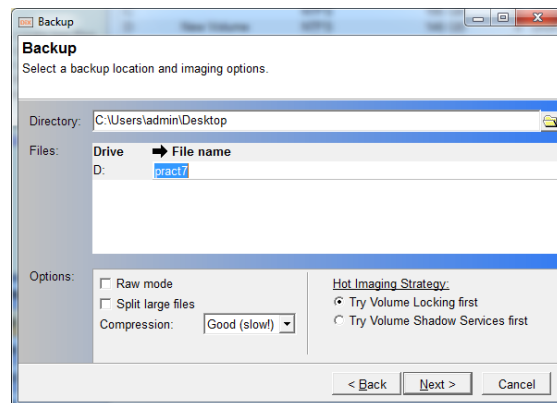 Backup
Backup
Select a backup location and imaging options.
Directory: C:\Users\admin\Desktop
Files: Drive File name
D: pract7
Options: Raw mode Hot Imaging Strategy:
Split large files Try Volume Locking first
Compression: Good (slow!) Try Volume Shadow Services first
< Back Next > Cancel